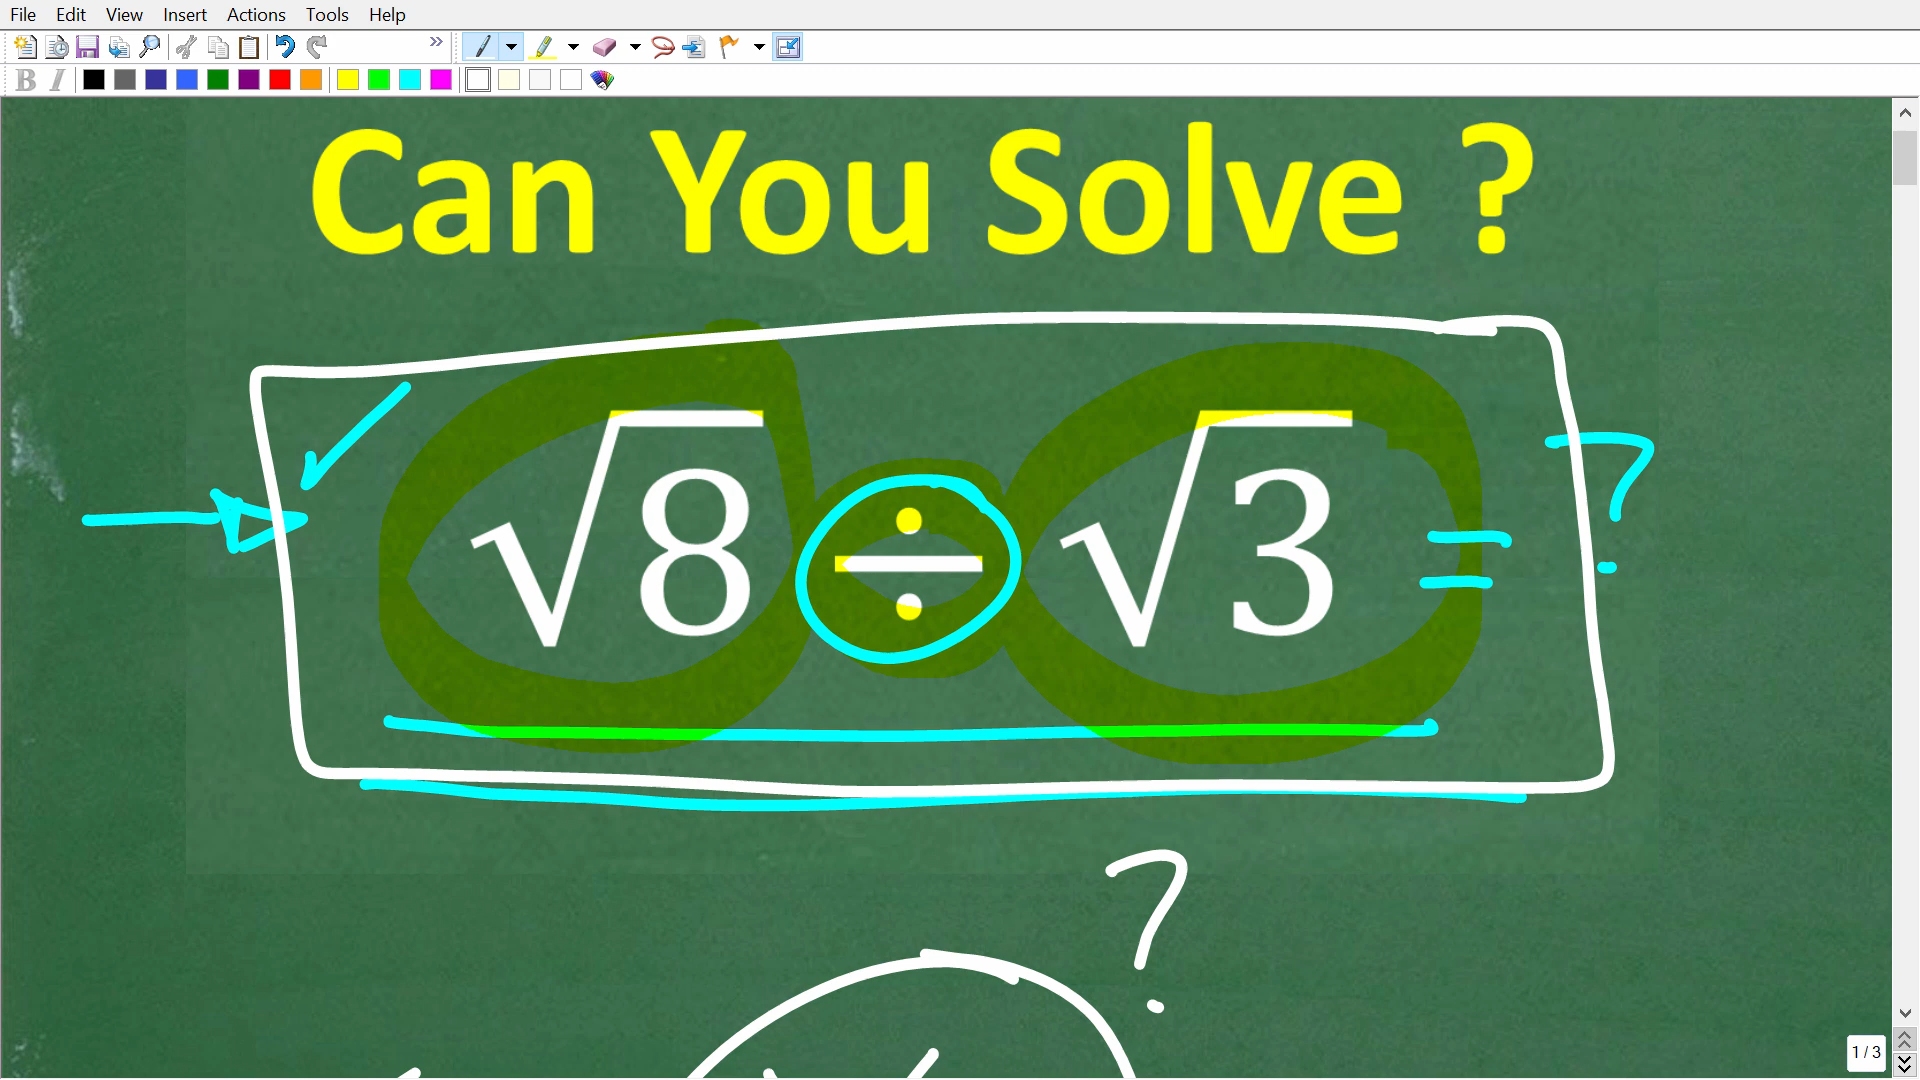 File Edit View Insert Actions Tools Help
B I
Can You Solve ?
√8 ÷ √3 = ?
?
1 / 3